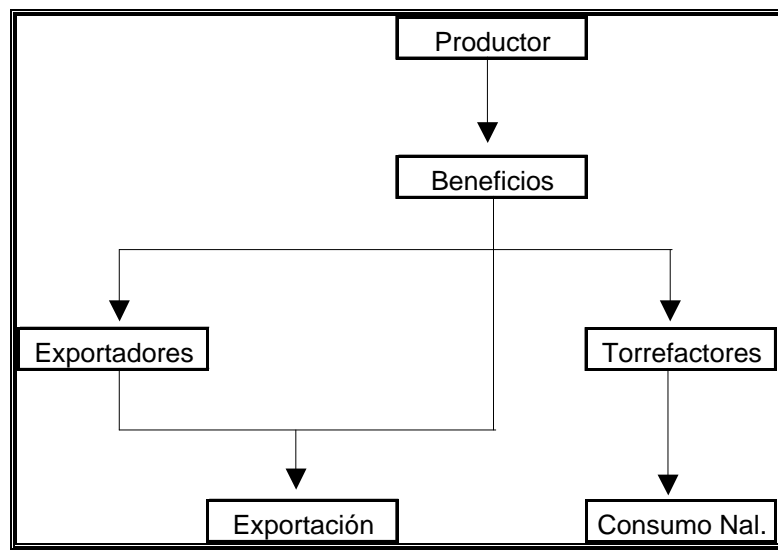 Productor
Beneficios
Exportadores
Torrefactores
Exportación
Consumo Nal.